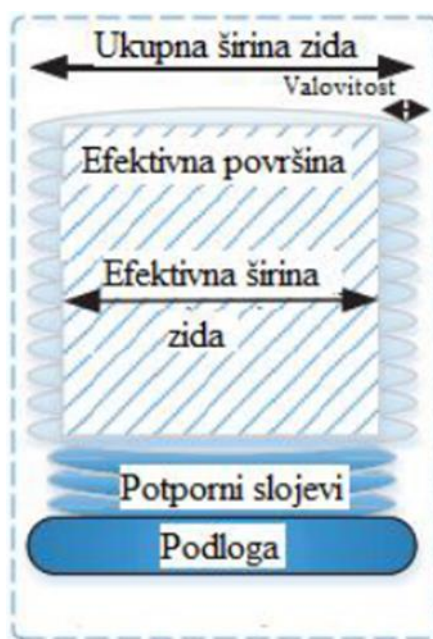 Ukupna širina zida
Valovitost
Efektivna površina
Efektivna širina
zida
Potporni slojevi
Podloga